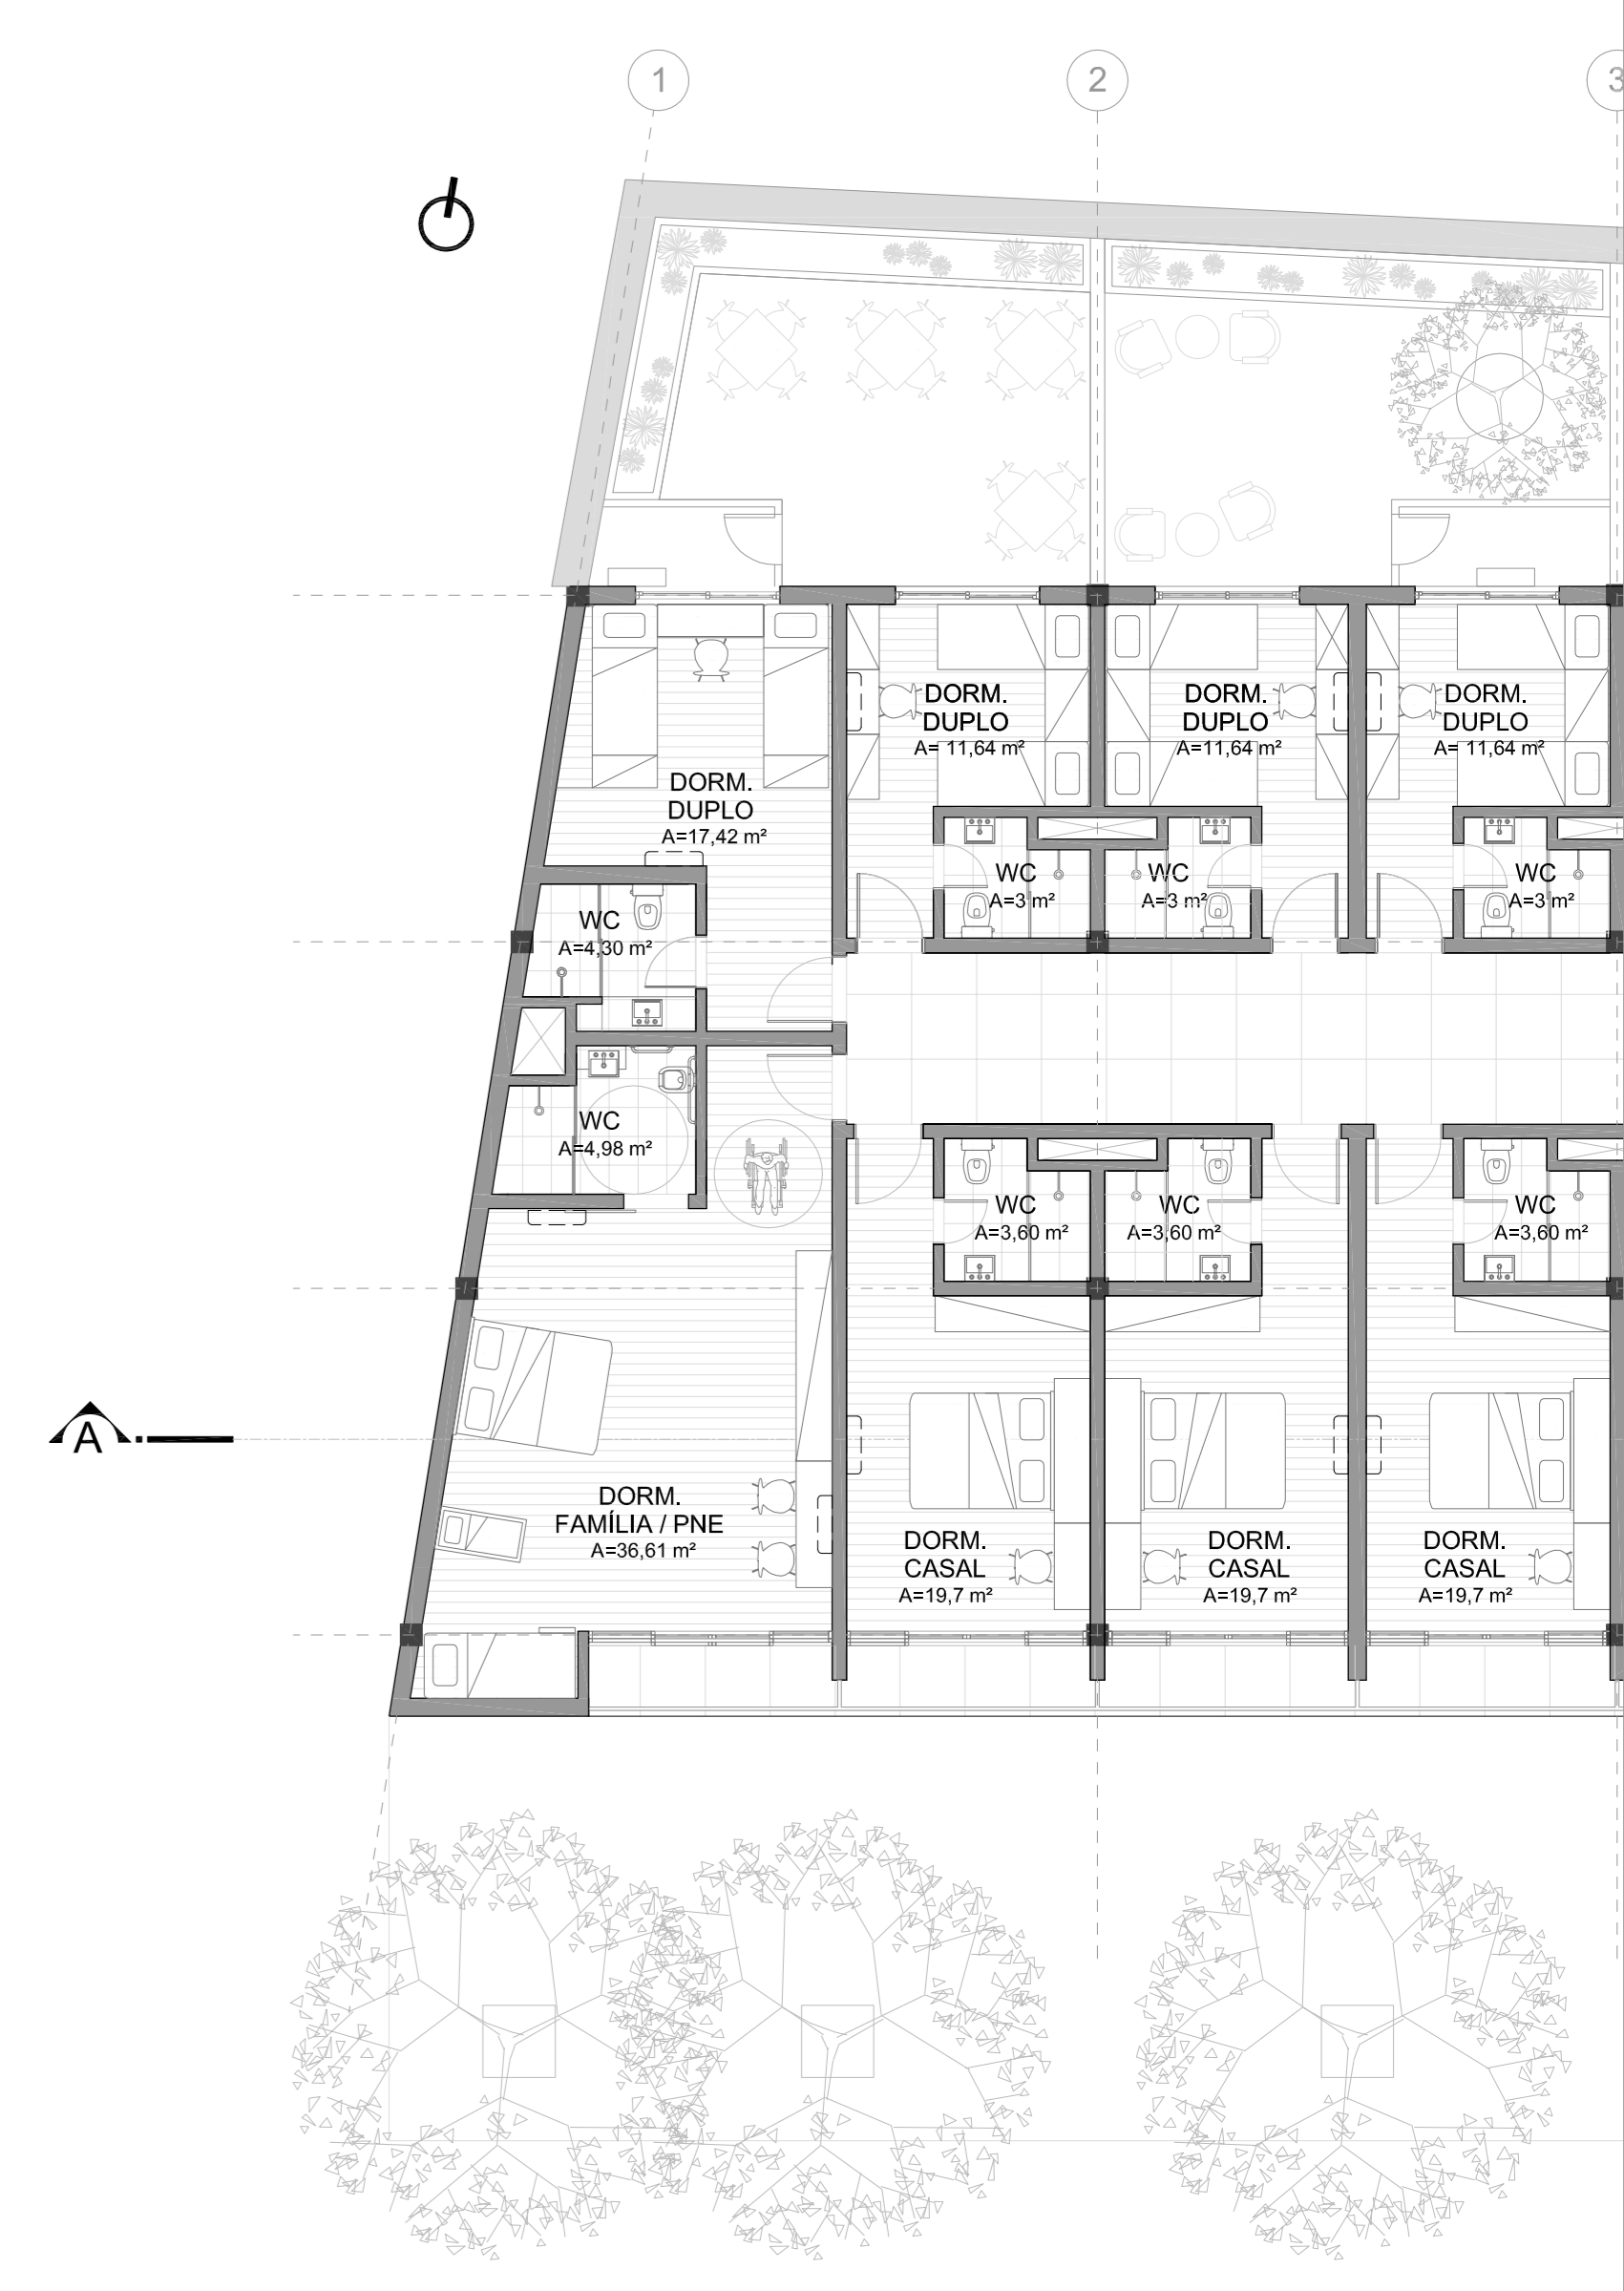 1
2
3
DORM.
DUPLO
A= 11,64 m²
DORM.
DUPLO
A=11,64 m²
DORM.
DUPLO
A= 11,64 m²
DORM.
DUPLO
A=17,42 m²
WC
A=3 m²
WC
A=3 m²
WC
A=3 m²
WC
A=4,30 m²
WC
A=4,98 m²
WC
A=3,60 m²
WC
A=3,60 m²
WC
A=3,60 m²
A
DORM.
FAMÍLIA / PNE
A=36,61 m²
DORM.
CASAL
A=19,7 m²
DORM.
CASAL
A=19,7 m²
DORM.
CASAL
A=19,7 m²